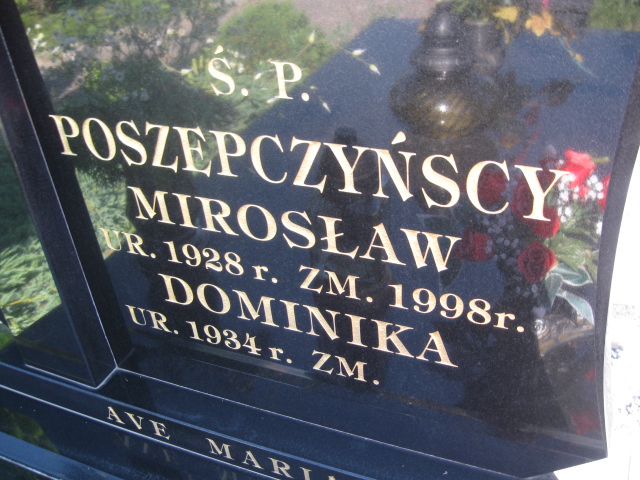 Ś. P.
POSZEPCZYŃSCY
MIROSŁAW
UR. 1928 r. ZM. 1998r.
DOMINIKA
UR. 1934 r. ZM.
AVE MARIA